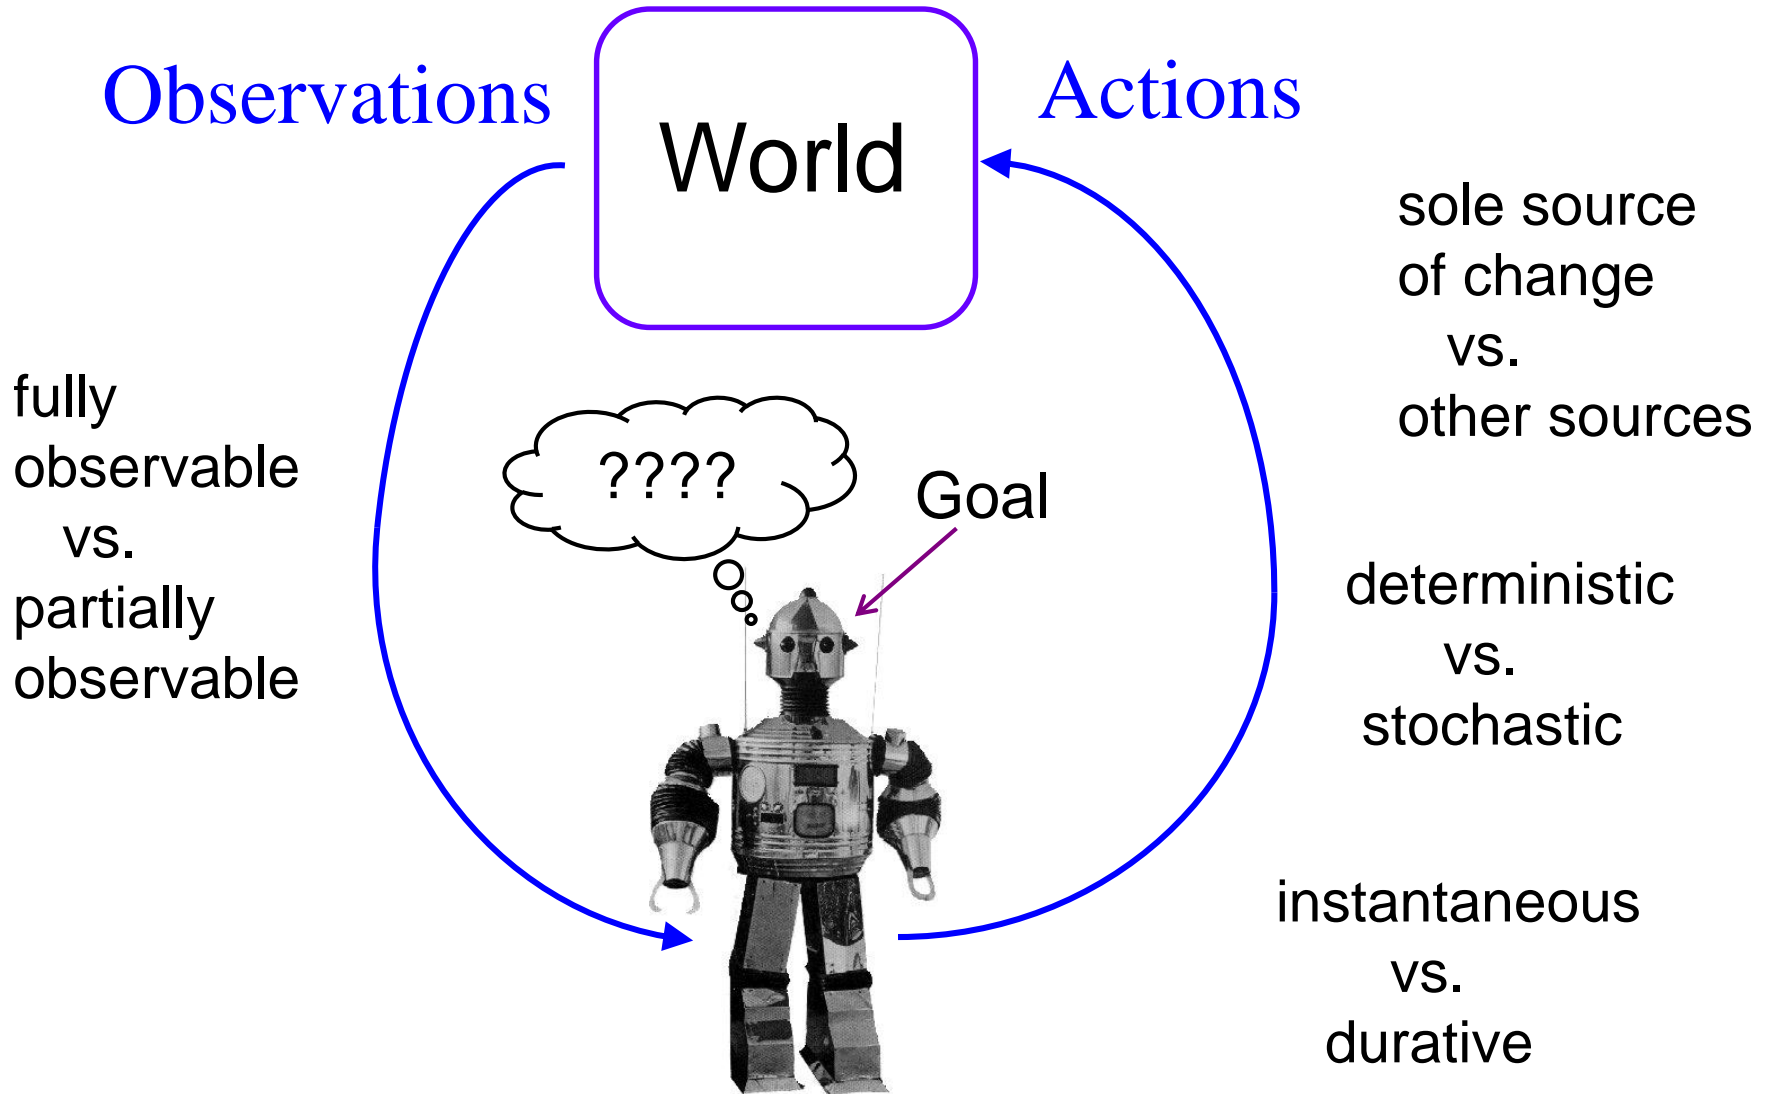 Observations
World
Actions
fully
observable
vs.
partially
observable
????
Goal
sole source
of change
vs.
other sources
deterministic
vs.
stochastic
instantaneous
vs.
durative